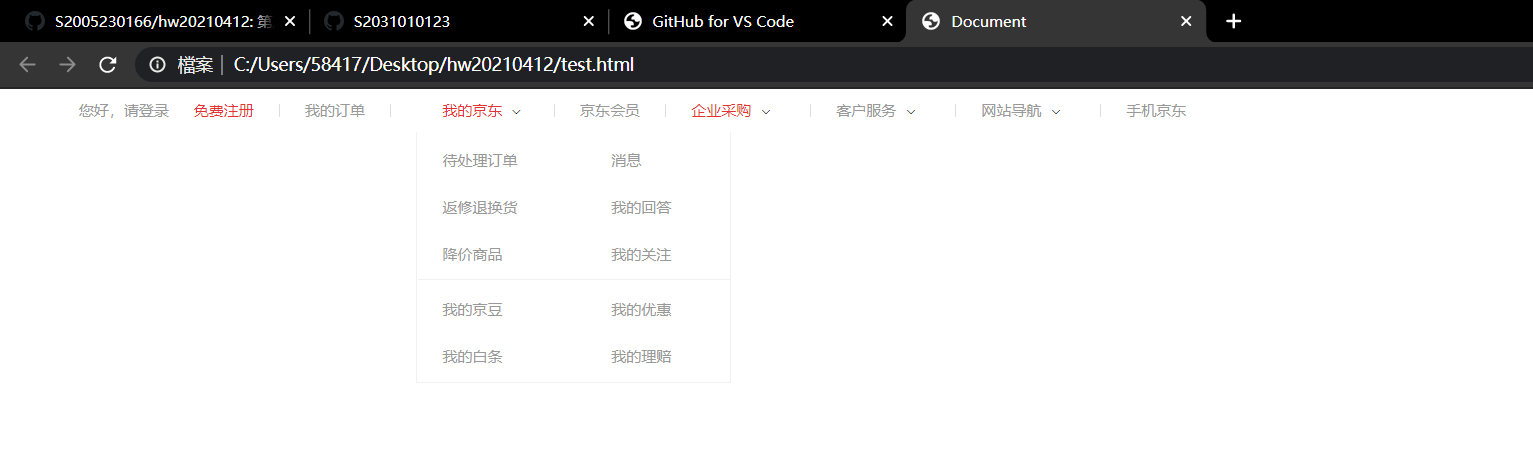 S2005230166/hw20210412: 第 S2031010123 GitHub for VS Code Document
檔案 C:/Users/58417/Desktop/hw20210412/test.html
您好，请登录 免费注册 我的订单 我的京东 京东会员 企业采购 客户服务 网站导航 手机京东
待处理订单 消息
返修退换货 我的回答
降价商品 我的关注
我的京豆 我的优惠
我的白条 我的理赔